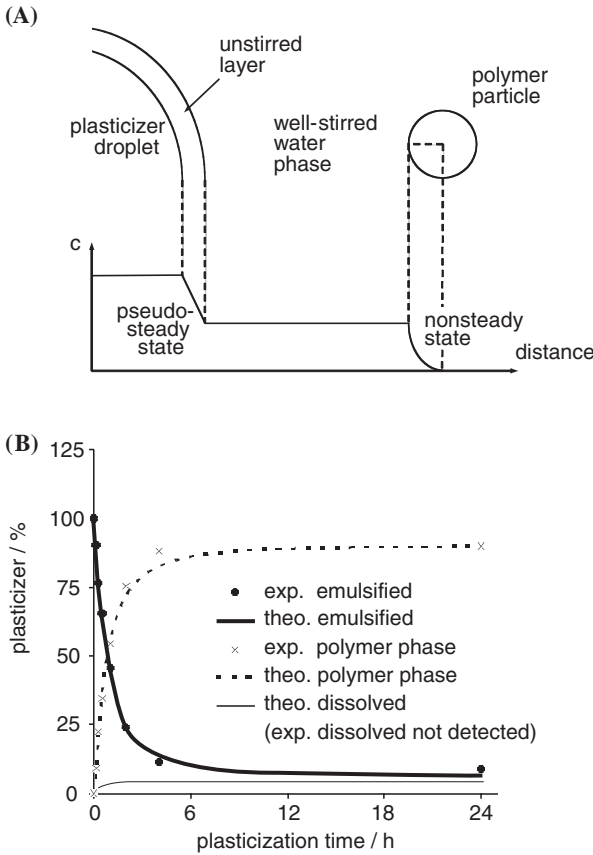 (A)
unstirred
layer
plasticizer
droplet
well-stirred
water
phase
polymer
particle
c
pseudo-
steady
state
nonsteady
state
distance
(B)
plasticizer / %
125
100
75
50
25
0
exp. emulsified
theo. emulsified
exp. polymer phase
theo. polymer phase
theo. dissolved
(exp. dissolved not detected)
0 6 12 18 24
plasticization time / h